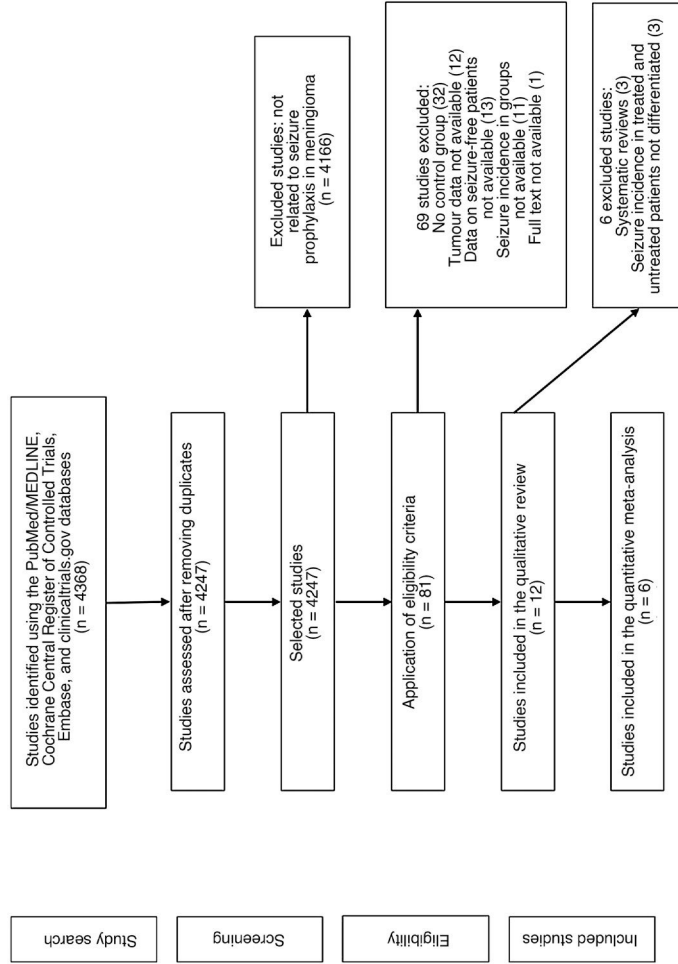 Study search
Screening
Eligibility
Included studies
Studies identified using the PubMed/MEDLINE,
Cochrane Central Register of Controlled Trials,
Embase, and clinicaltrials.gov databases
(n = 4368)
Studies assessed after removing duplicates
(n = 4247)
Selected studies
(n = 4247)
Excluded studies: not
related to seizure
prophylaxis in meningioma
(n = 4166)
Application of eligibility criteria
(n = 81)
69 studies excluded:
No control group (32)
Tumour data not available (12)
Data on seizure-free patients
not available (13)
Seizure incidence in groups
not available (11)
Full text not available (1)
Studies included in the qualitative review
(n = 12)
6 excluded studies:
Systematic reviews (3)
Seizure incidence in treated and
untreated patients not differentiated (3)
Studies included in the quantitative meta-analysis
(n = 6)